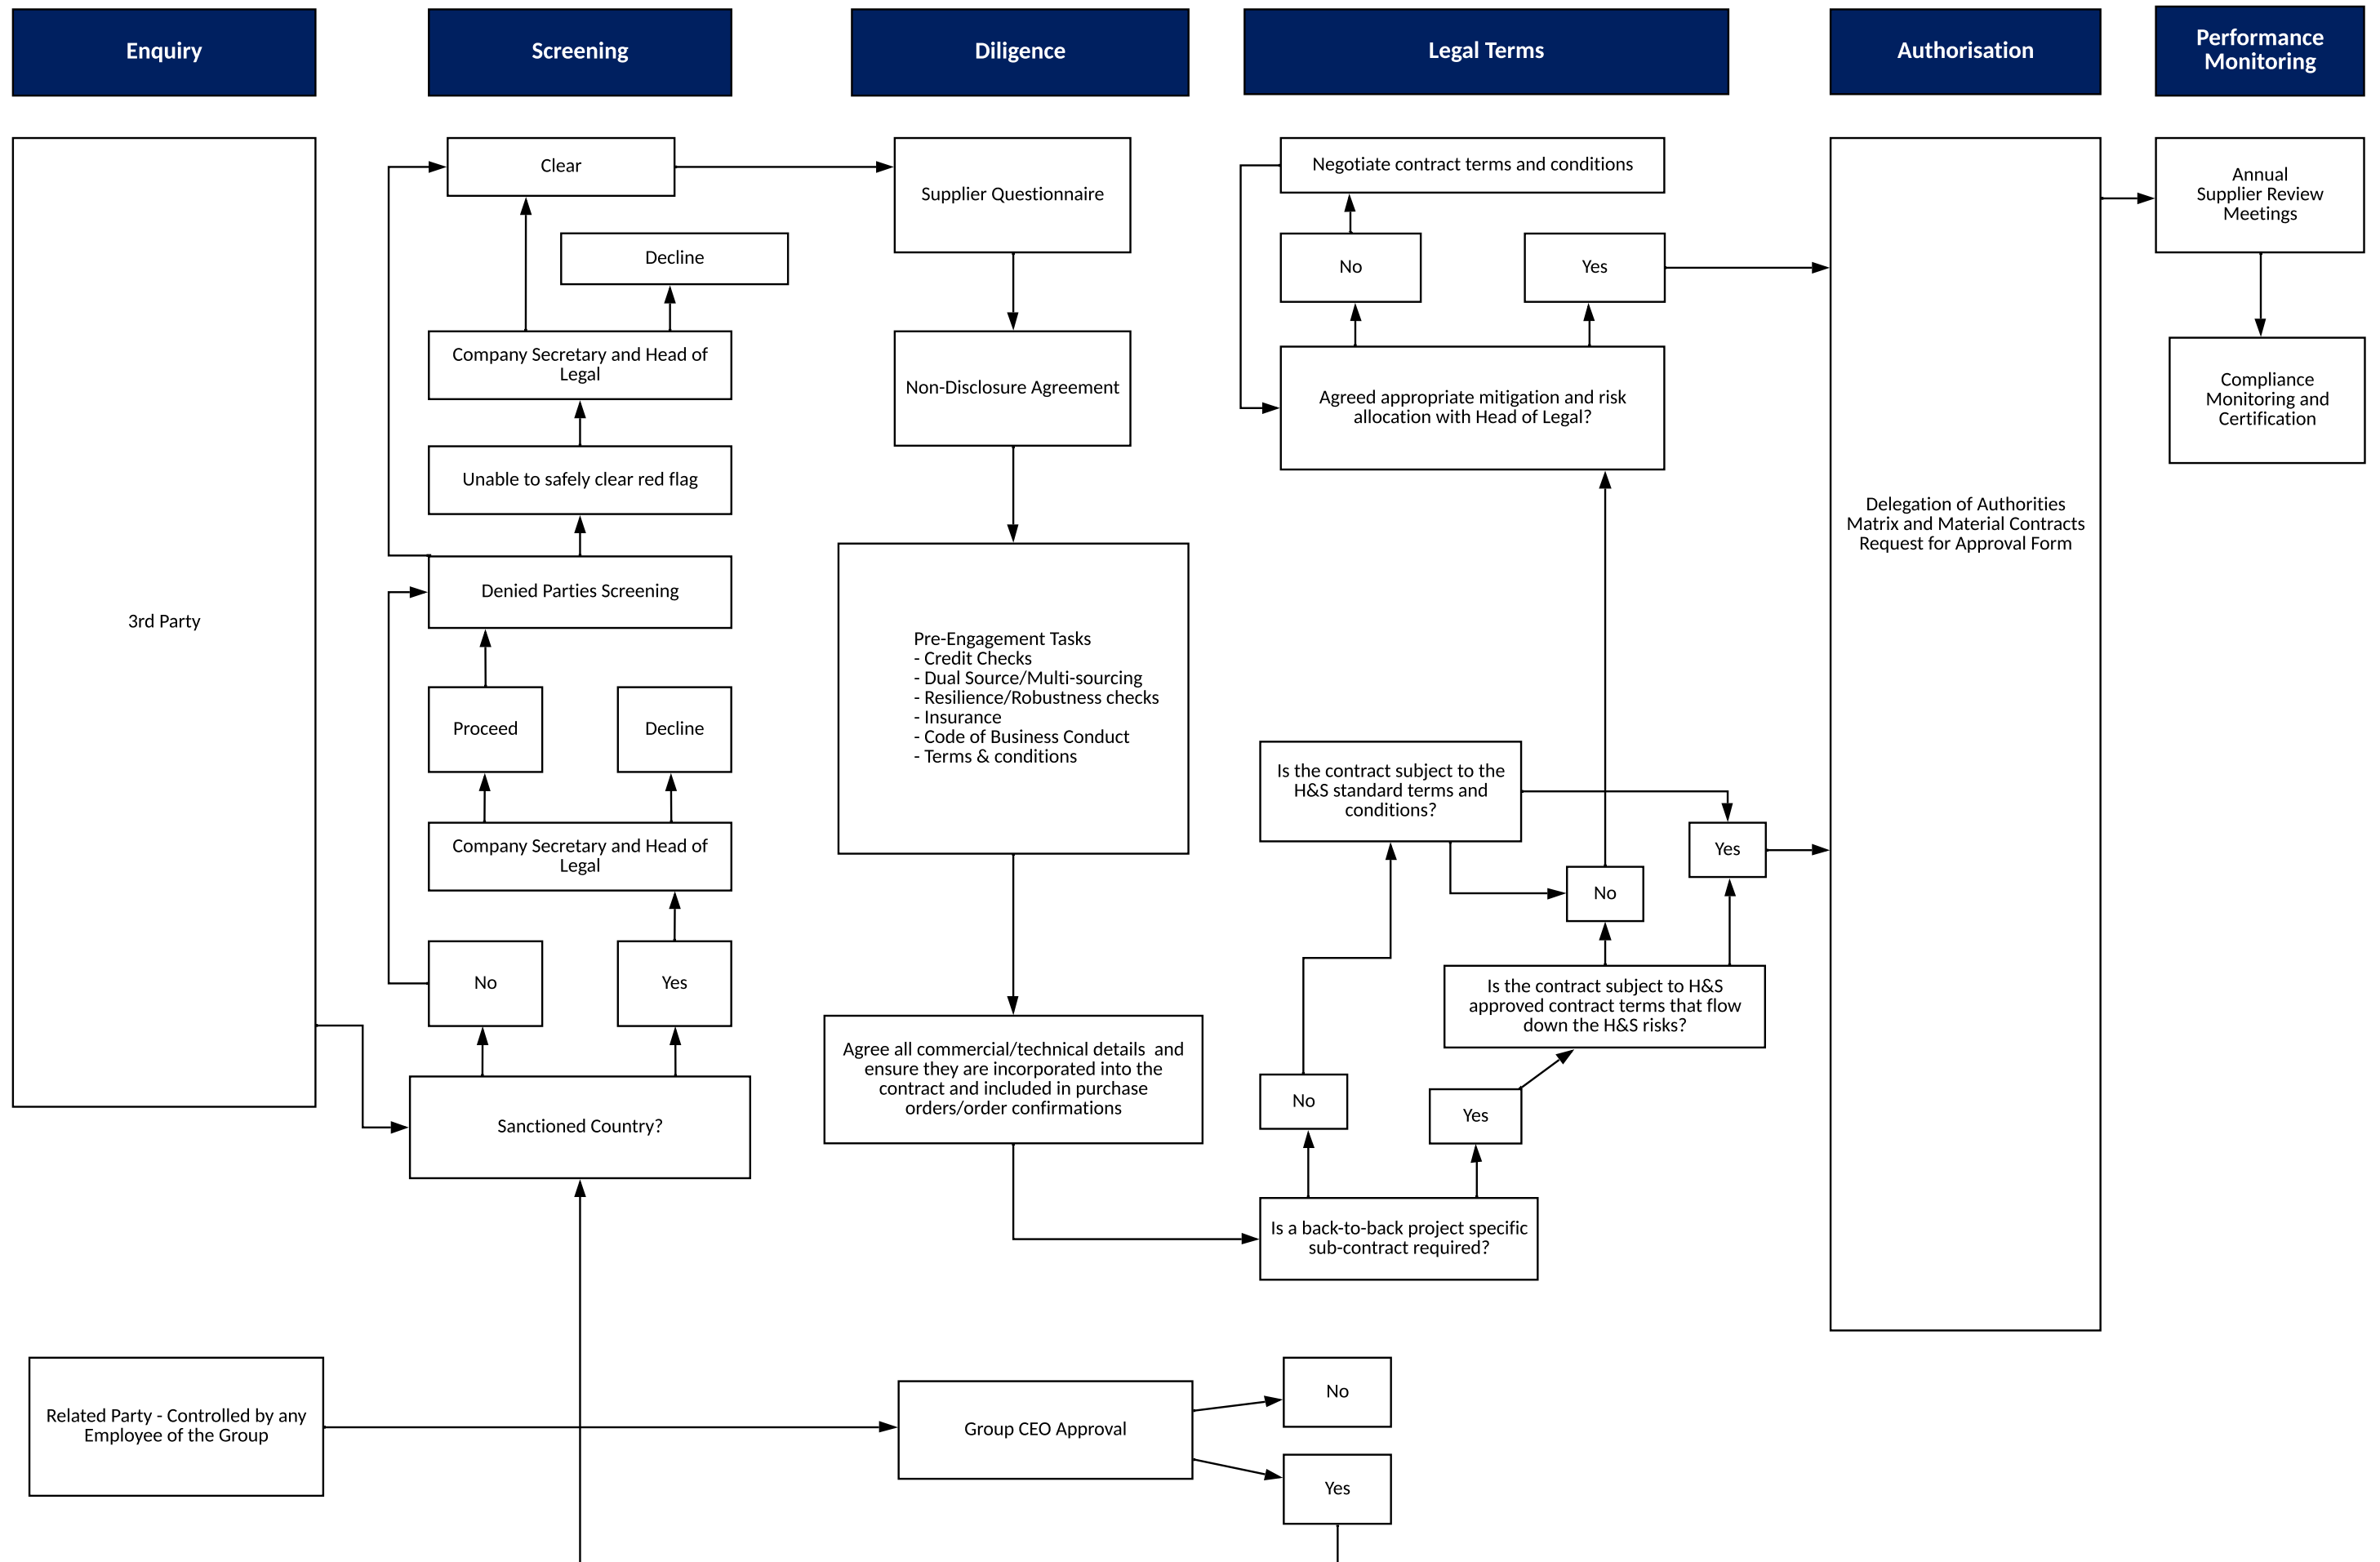 Enquiry
Screening
Diligence
Legal Terms
Authorisation
Performance
Monitoring
3rd Party
Clear
Decline
Company Secretary and Head of
Legal
Unable to safely clear red flag
Denied Parties Screening
Proceed
Decline
Company Secretary and Head of
Legal
No
Yes
Sanctioned Country?
Supplier Questionnaire
Non-Disclosure Agreement
Pre-Engagement Tasks
- Credit Checks
- Dual Source/Multi-sourcing
- Resilience/Robustness checks
- Insurance
- Code of Business Conduct
- Terms & conditions
Agree all commercial/technical details and
ensure they are incorporated into the
contract and included in purchase
orders/order confirmations
Negotiate contract terms and conditions
No
Yes
Agreed appropriate mitigation and risk
allocation with Head of Legal?
Is the contract subject to the
H&S standard terms and
conditions?
Yes
No
Is the contract subject to H&S
approved contract terms that flow
down the H&S risks?
No
Yes
Is a back-to-back project specific
sub-contract required?
Delegation of Authorities
Matrix and Material Contracts
Request for Approval Form
Annual
Supplier Review
Meetings
Compliance
Monitoring and
Certification
Related Party - Controlled by any
Employee of the Group
Group CEO Approval
No
Yes